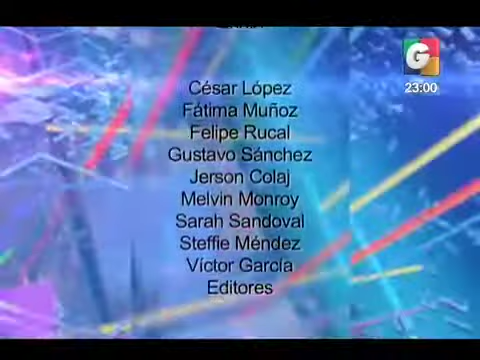 G
23:00
César López
Fátima Muñoz
Felipe Rucal
Gustavo Sánchez
Jerson Colaj
Melvin Monroy
Sarah Sandoval
Steffie Méndez
Víctor García
Editores